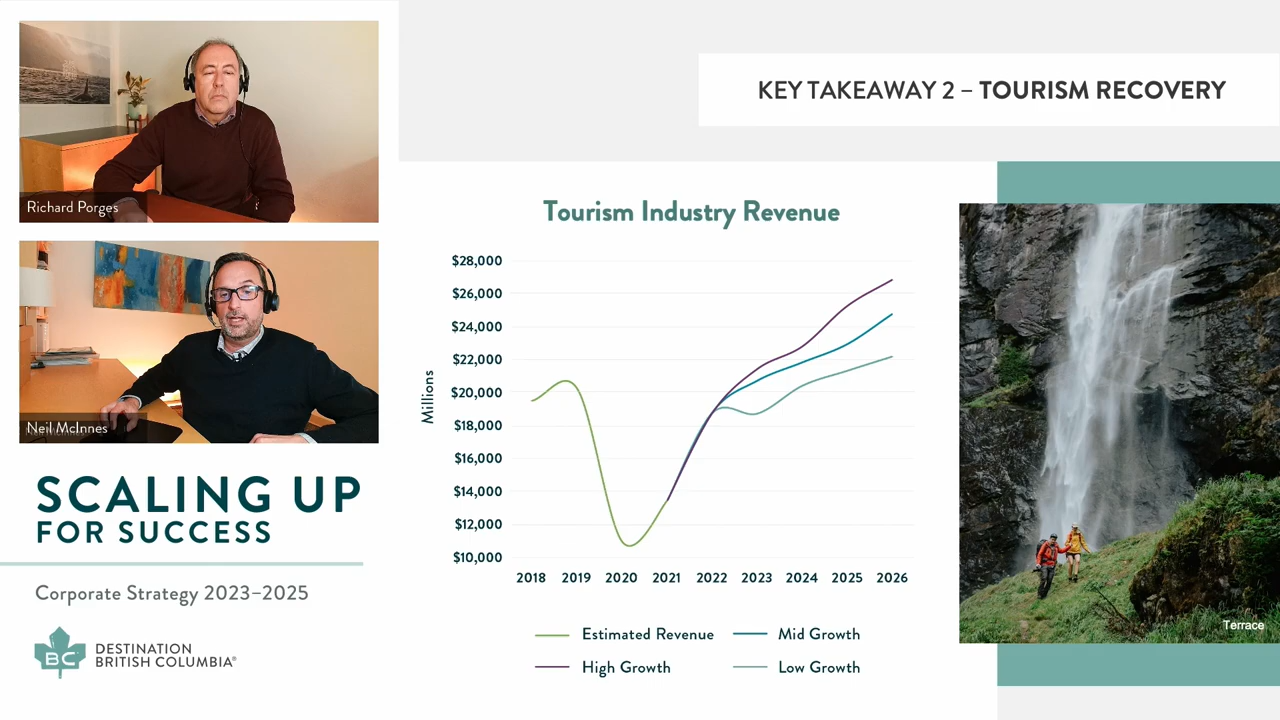 Richard Porges
Neil McInnes
SCALING UP
FOR SUCCESS
Corporate Strategy 2023–2025
BC
DESTINATION
BRITISH COLUMBIA®
KEY TAKEAWAY 2 – TOURISM RECOVERY
Tourism Industry Revenue
Millions
$28,000
$26,000
$24,000
$22,000
$20,000
$18,000
$16,000
$14,000
$12,000
$10,000
2018 2019 2020 2021 2022 2023 2024 2025 2026
Estimated Revenue
Mid Growth
High Growth
Low Growth
Terrace